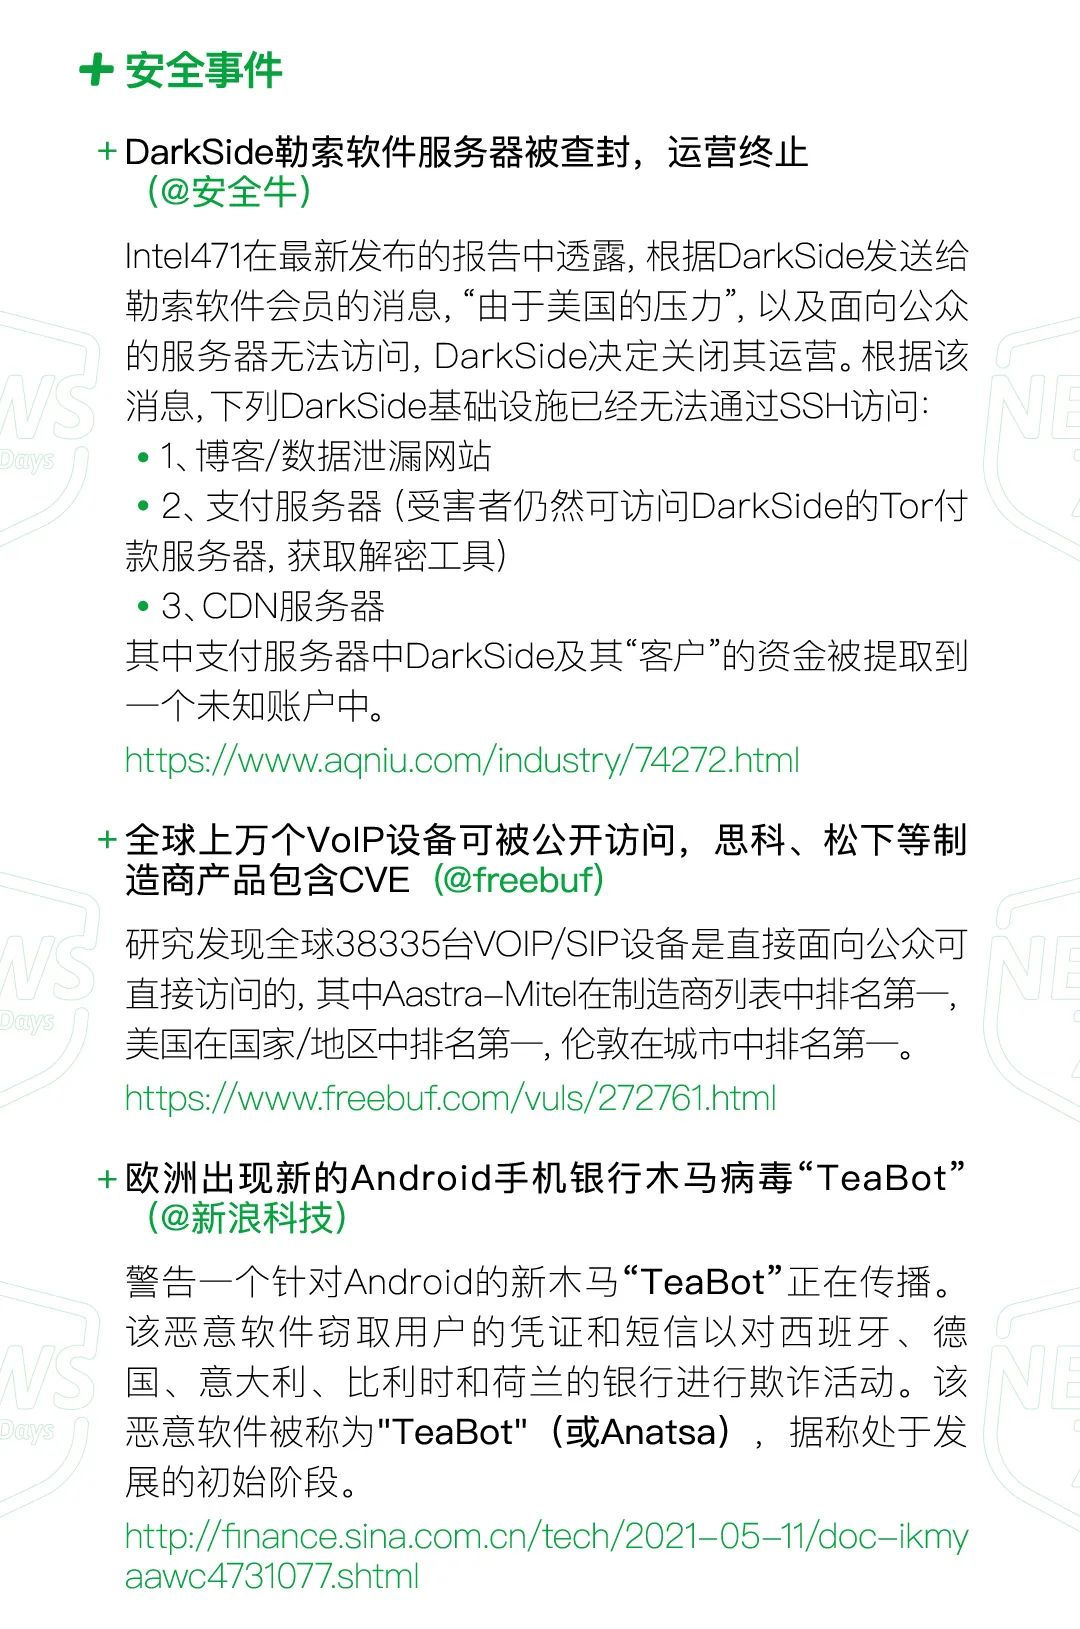 安全事件
+ DarkSide勒索软件服务器被查封，运营终止
（@安全牛）
Intel471在最新发布的报告中透露, 根据DarkSide发送给
勒索软件会员的消息, “由于美国的压力”, 以及面向公众
的服务器无法访问, DarkSide决定关闭其运营。根据该
消息, 下列DarkSide基础设施已经无法通过SSH访问:
• 1、博客/数据泄漏网站
• 2、支付服务器（受害者仍然可访问DarkSide的Tor付
款服务器, 获取解密工具）
• 3、CDN服务器
其中支付服务器中DarkSide及其“客户”的资金被提取到
一个未知账户中。
https://www.aqniu.com/industry/74272.html
+ 全球上万个VoIP设备可被公开访问，思科、松下等制
造商产品包含CVE（@freebuf）
研究发现全球38335台VOIP/SIP设备是直接面向公众可
直接访问的, 其中Aastra-Mitel在制造商列表中排名第一,
美国在国家/地区中排名第一, 伦敦在城市中排名第一。
https://www.freebuf.com/vuls/272761.html
+ 欧洲出现新的Android手机银行木马病毒“TeaBot”
（@新浪科技）
警告一个针对Android的新木马“TeaBot”正在传播。
该恶意软件窃取用户的凭证和短信以对西班牙、德
国、意大利、比利时和荷兰的银行进行欺诈活动。该
恶意软件被称为"TeaBot"（或Anatsa），据称处于发
展的初始阶段。
http://finance.sina.com.cn/tech/2021-05-11/doc-ikmy
aawc4731077.shtml
WS
Days
NE
7
WS
Days
NE
7
WS
Days
NE
7